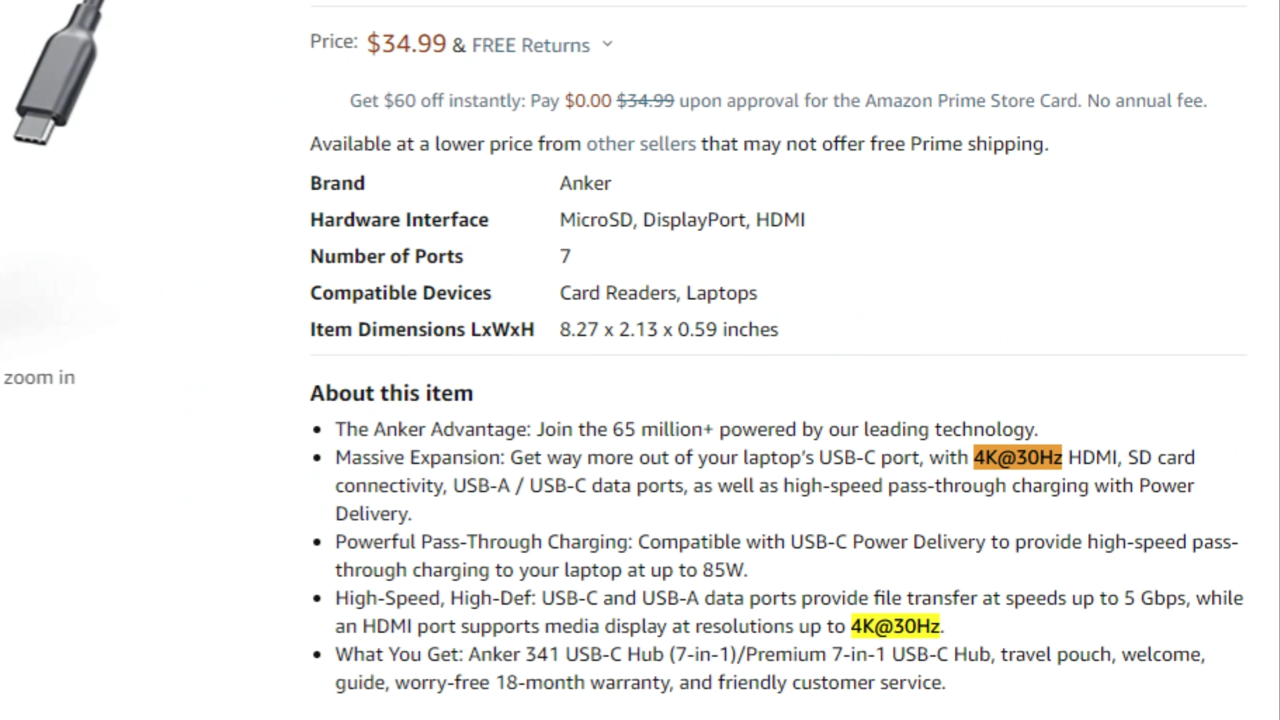 Price: $34.99 & FREE Returns
Get $60 off instantly: Pay $0.00 $34.99 upon approval for the Amazon Prime Store Card. No annual fee.
Available at a lower price from other sellers that may not offer free Prime shipping.
Brand Anker
Hardware Interface MicroSD, DisplayPort, HDMI
Number of Ports 7
Compatible Devices Card Readers, Laptops
Item Dimensions LxWxH 8.27 x 2.13 x 0.59 inches
zoom in
About this item
• The Anker Advantage: Join the 65 million+ powered by our leading technology.
• Massive Expansion: Get way more out of your laptop's USB-C port, with 4K@30Hz HDMI, SD card
connectivity, USB-A / USB-C data ports, as well as high-speed pass-through charging with Power
Delivery.
• Powerful Pass-Through Charging: Compatible with USB-C Power Delivery to provide high-speed pass-
through charging to your laptop at up to 85W.
• High-Speed, High-Def: USB-C and USB-A data ports provide file transfer at speeds up to 5 Gbps, while
an HDMI port supports media display at resolutions up to 4K@30Hz.
• What You Get: Anker 341 USB-C Hub (7-in-1)/Premium 7-in-1 USB-C Hub, travel pouch, welcome,
guide, worry-free 18-month warranty, and friendly customer service.